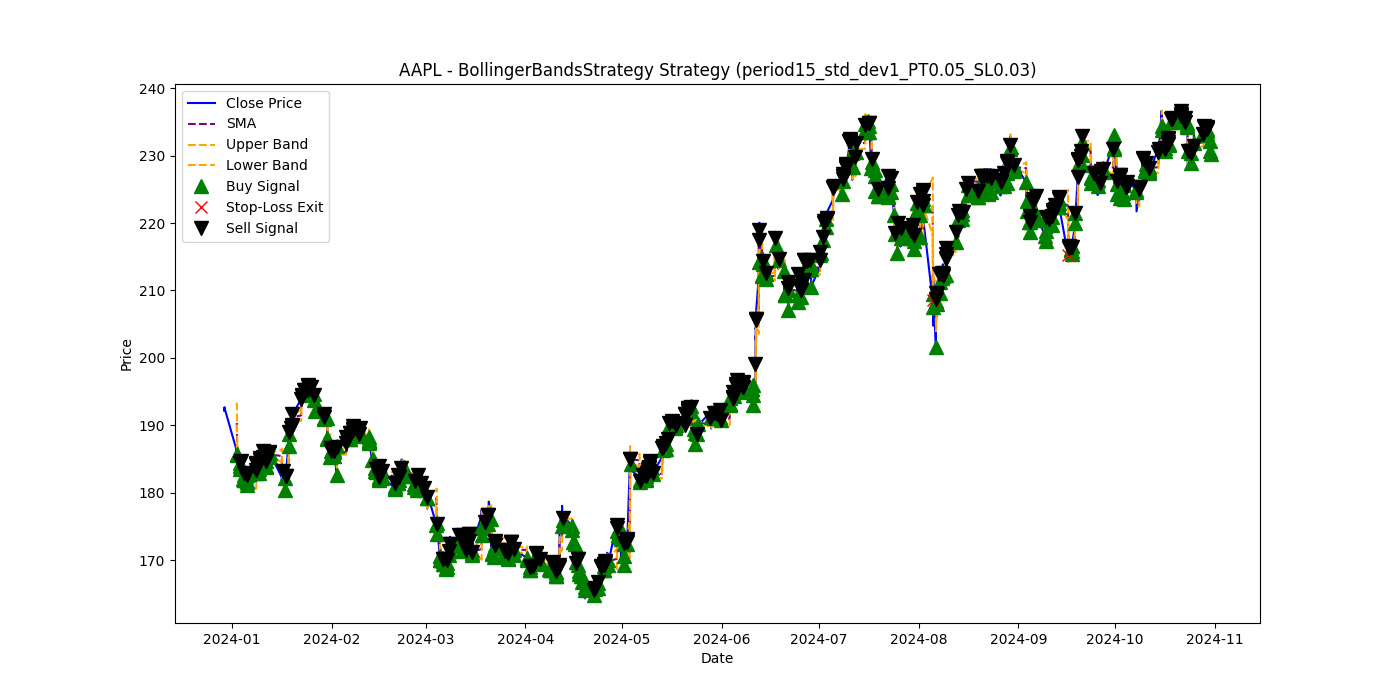 AAPL - BollingerBandsStrategy Strategy (period15_std_dev1_PT0.05_SL0.03)
Close Price
SMA
Upper Band
Lower Band
Buy Signal
Stop-Loss Exit
Sell Signal
Price
240
230
220
210
200
190
180
170
2024-01 2024-02 2024-03 2024-04 2024-05 2024-06 2024-07 2024-08 2024-09 2024-10 2024-11
Date